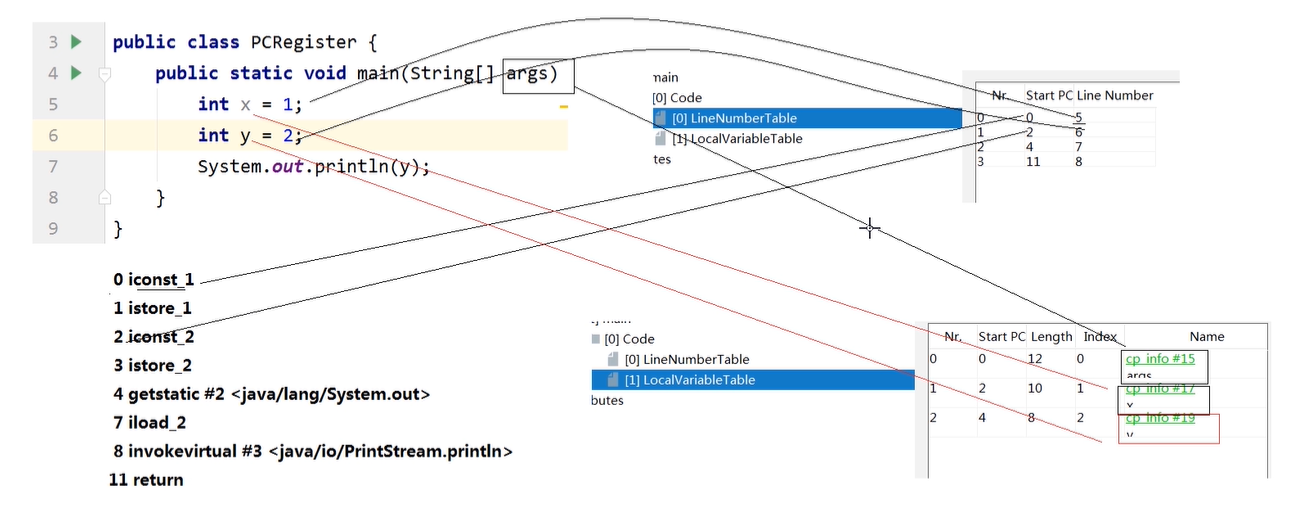 3 public class PCRegister {
4 public static void main(String[] args)
5 int x = 1;
6 int y = 2;
7 System.out.println(y);
8 }
9 }
0 iconst_1
1 istore_1
2 iconst_2
3 istore_2
4 getstatic #2 <java/lang/System.out>
7 iload_2
8 invokevirtual #3 <java/io/PrintStream.println>
11 return
main
[0] Code
[0] LineNumberTable
[1] LocalVariableTable
tes
Nr. Start PC Line Number
0 0 5
1 2 6
2 4 7
3 11 8
[0] Code
[0] LineNumberTable
[1] LocalVariableTable
butes
Nr. Start PC Length Index Name
0 0 12 0 cp_info #15
args
1 2 10 1 cp_info #17
x
2 4 8 2 cp_info #19
y